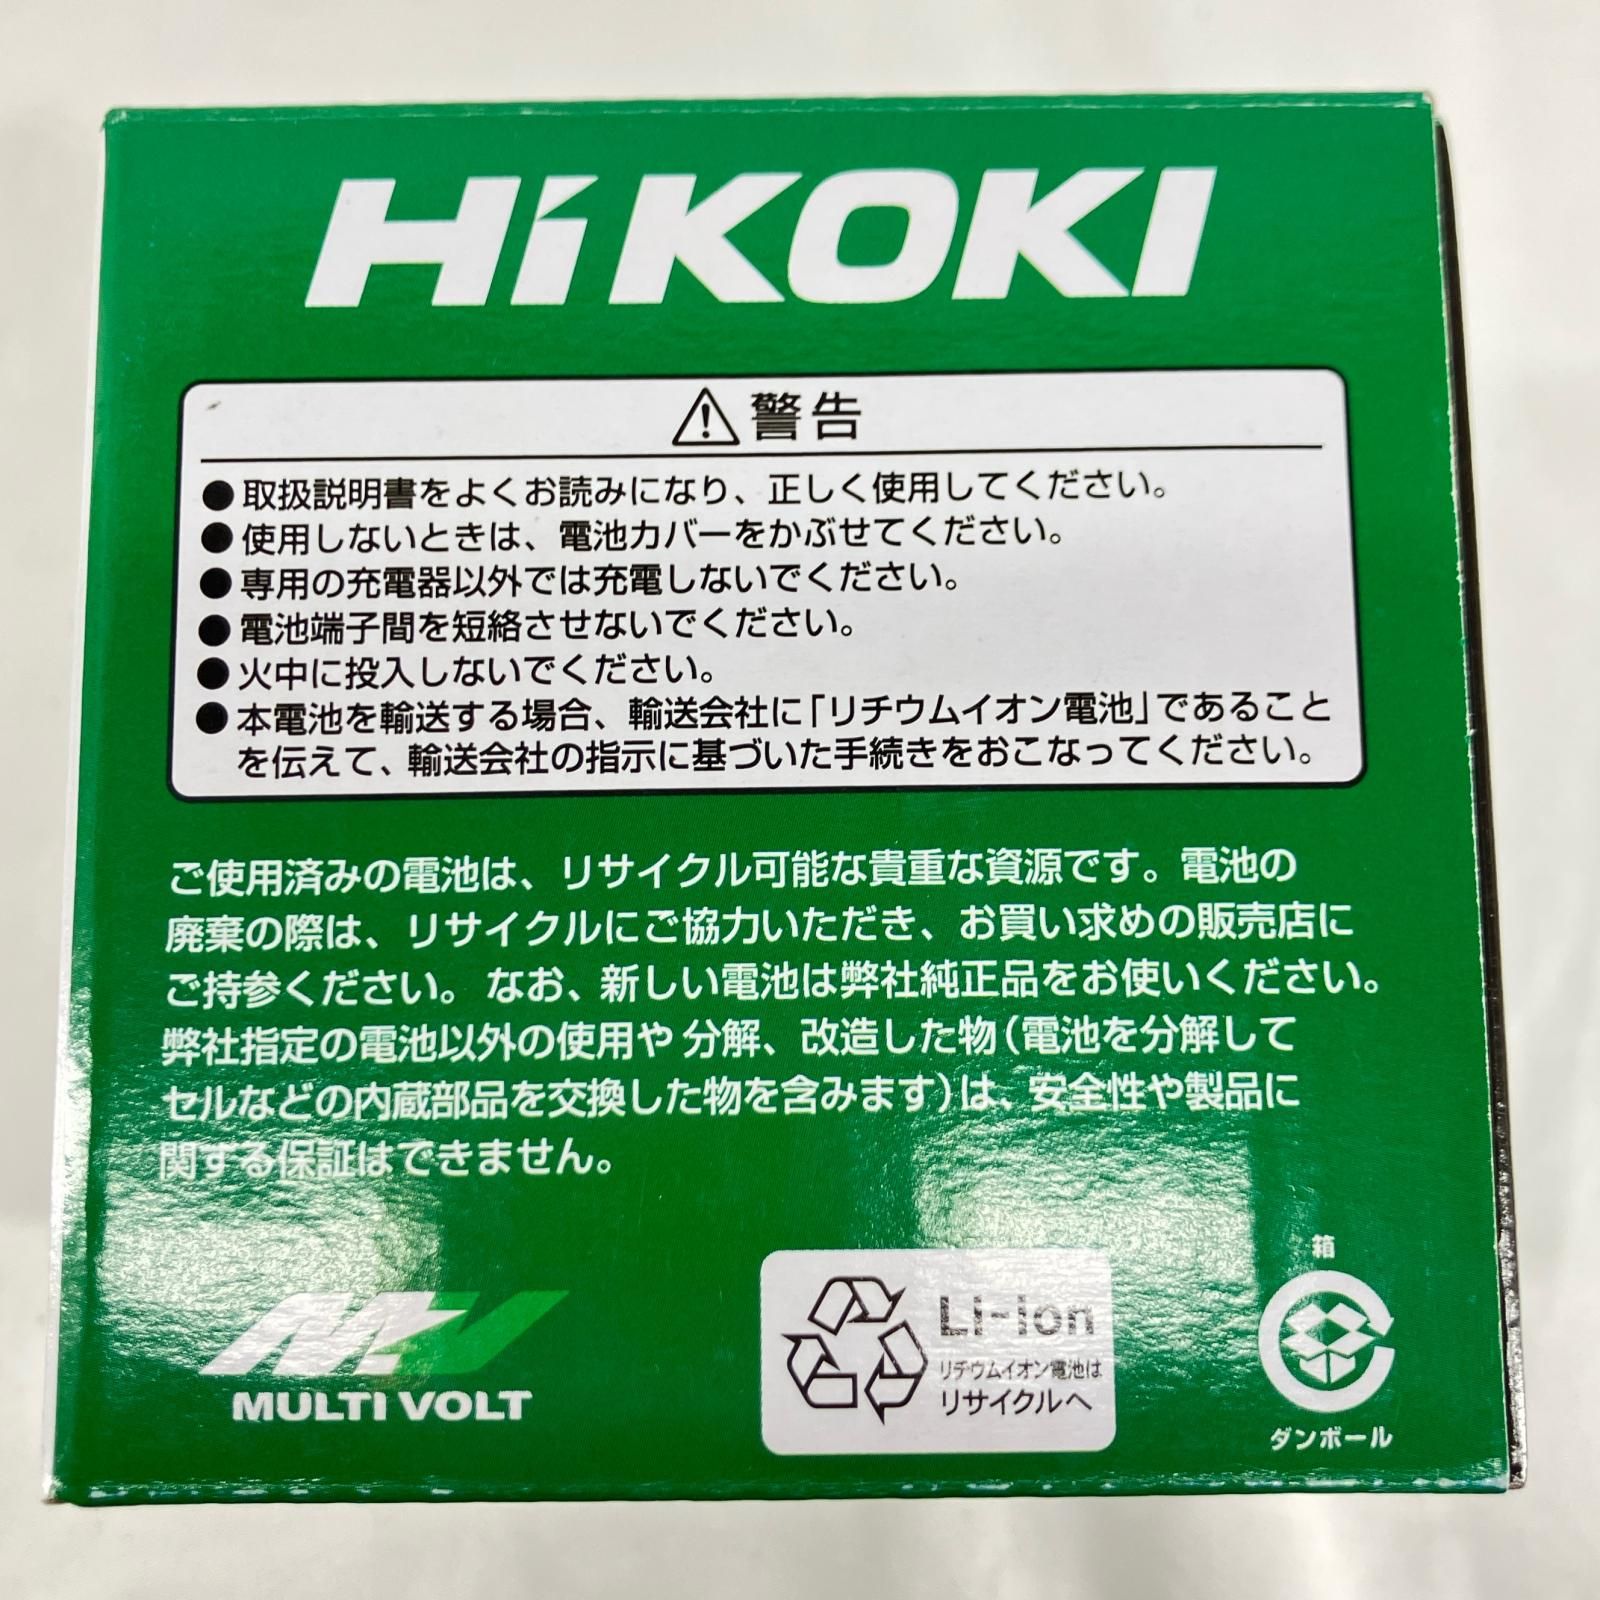 HiKOKI
警告
●取扱説明書をよくお読みになり、正しく使用してください。
●使用しないときは、電池カバーをかぶせてください。
●専用の充電器以外では充電しないでください。
●電池端子間を短絡させないでください。
●火中に投入しないでください。
●本電池を輸送する場合、輸送会社に「リチウムイオン電池」であること
を伝えて、輸送会社の指示に基づいた手続きをおこなってください。
ご使用済みの電池は、リサイクル可能な貴重な資源です。電池の
廃棄の際は、リサイクルにご協力いただき、お買い求めの販売店に
ご持参ください。なお、新しい電池は弊社純正品をお使いください。
弊社指定の電池以外の使用や分解、改造した物(電池を分解して
セルなどの内蔵部品を交換した物を含みます)は、安全性や製品に
関する保証はできません。
MV
MULTI VOLT
Li-ion
リチウムイオン電池は
リサイクルへ
箱
ダンボール